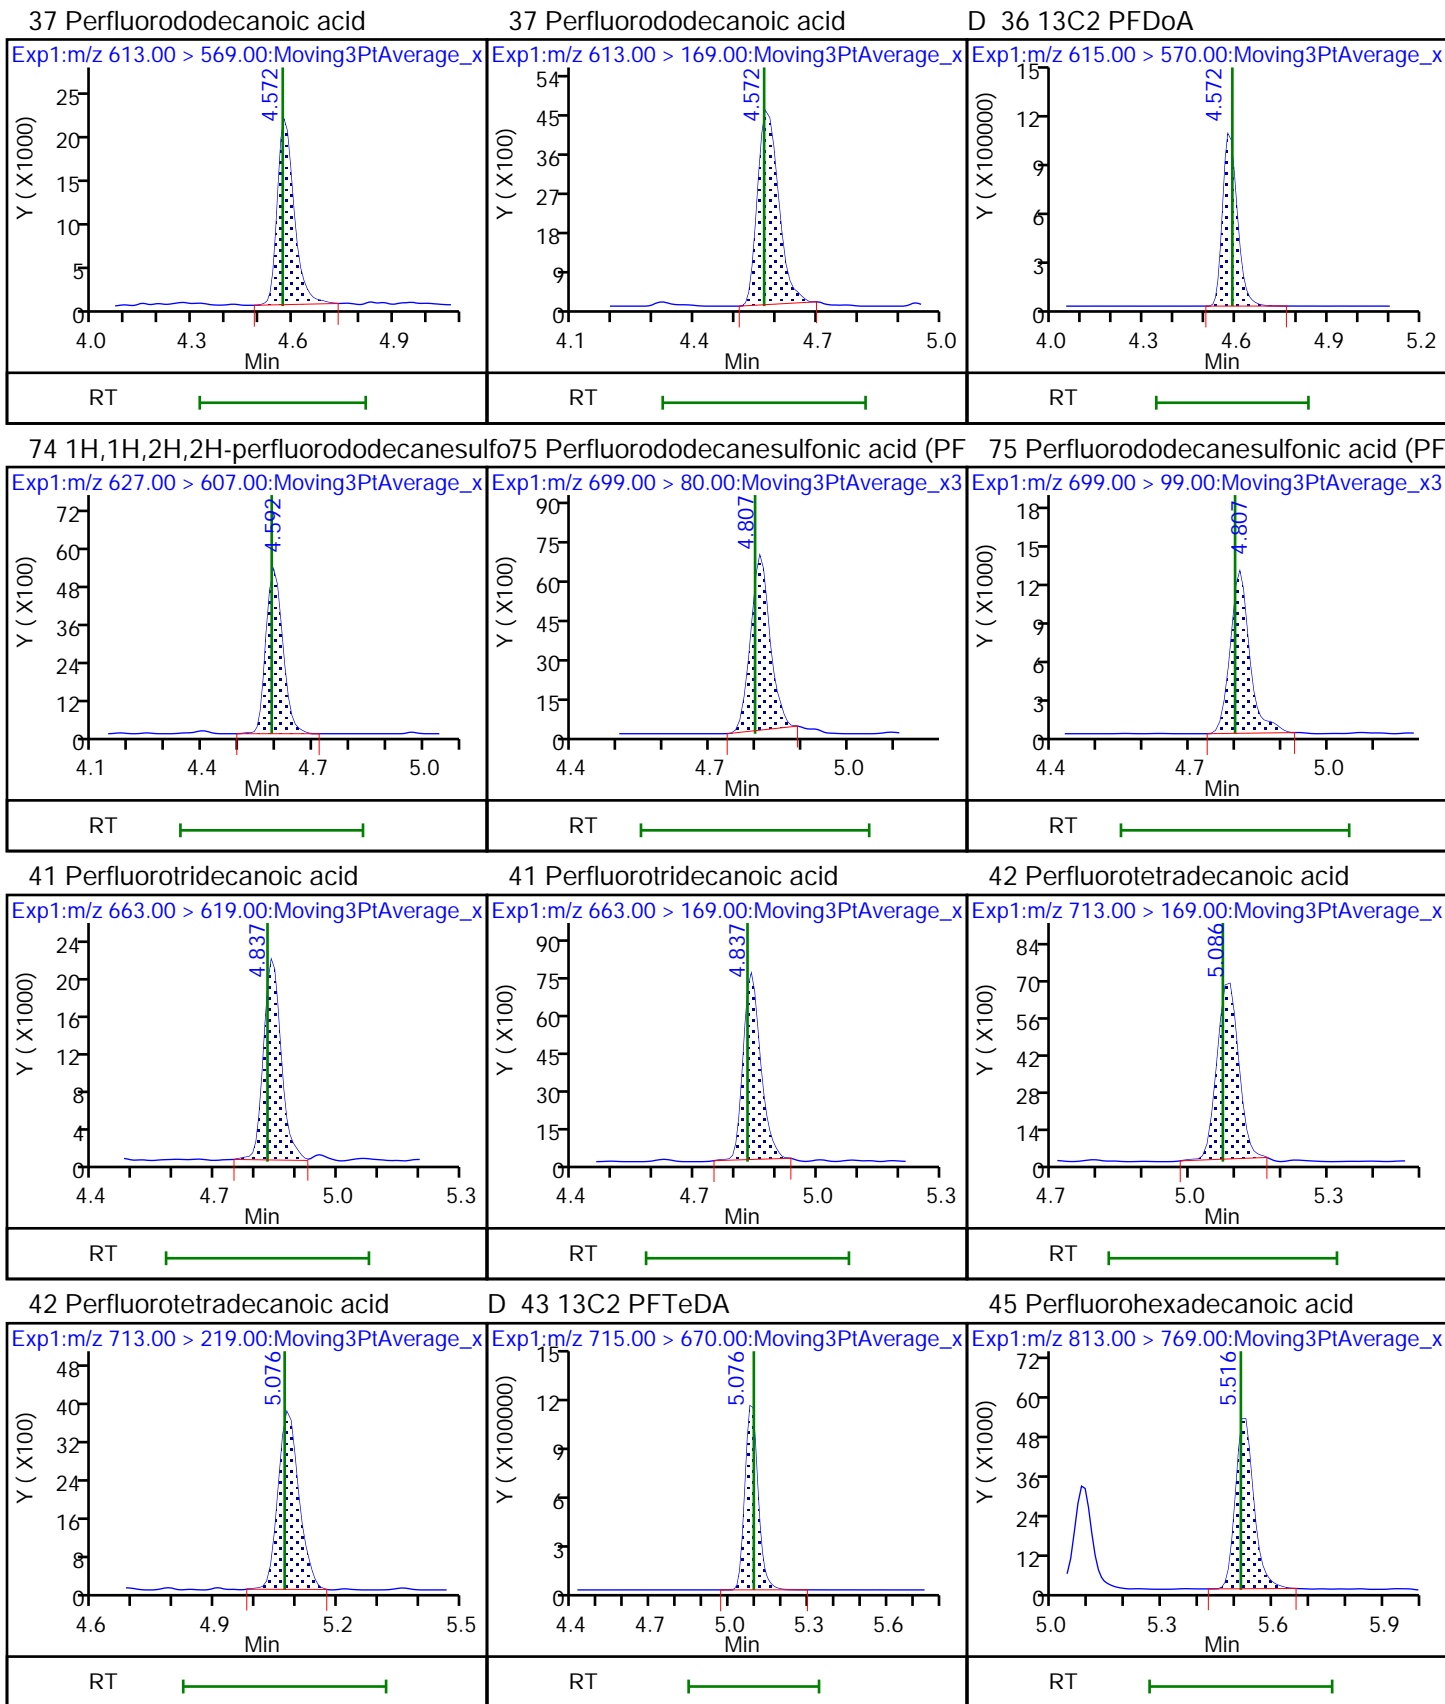 37 Perfluorododecanoic acid
Exp1:m/z 613.00 > 569.00:Moving3PtAverage_x
Y ( X1000)
25
20
15
10
5
0
4.572
4.0 4.3 4.6 4.9
Min
RT
37 Perfluorododecanoic acid
Exp1:m/z 613.00 > 169.00:Moving3PtAverage_x
Y ( X100)
54
45
36
27
18
9
0
4.572
4.1 4.4 4.7 5.0
Min
RT
D 36 13C2 PFDoA
Exp1:m/z 615.00 > 570.00:Moving3PtAverage_x
Y ( X100000)
15
12
9
6
3
0
4.572
4.0 4.3 4.6 4.9 5.2
Min
RT
74 1H,1H,2H,2H-perfluorododecanesulfo
Exp1:m/z 627.00 > 607.00:Moving3PtAverage_x
Y ( X100)
72
60
48
36
24
12
0
4.592
4.1 4.4 4.7 5.0
Min
RT
75 Perfluorododecanesulfonic acid (PF
Exp1:m/z 699.00 > 80.00:Moving3PtAverage_x3
Y ( X100)
90
75
60
45
30
15
0
4.807
4.4 4.7 5.0
Min
RT
75 Perfluorododecanesulfonic acid (PF
Exp1:m/z 699.00 > 99.00:Moving3PtAverage_x3
Y ( X1000)
18
15
12
9
6
3
0
4.807
4.4 4.7 5.0
Min
RT
41 Perfluorotridecanoic acid
Exp1:m/z 663.00 > 619.00:Moving3PtAverage_x
Y ( X1000)
24
20
16
12
8
4
0
4.837
4.4 4.7 5.0 5.3
Min
RT
41 Perfluorotridecanoic acid
Exp1:m/z 663.00 > 169.00:Moving3PtAverage_x
Y ( X100)
90
75
60
45
30
15
0
4.837
4.4 4.7 5.0 5.3
Min
RT
42 Perfluorotetradecanoic acid
Exp1:m/z 713.00 > 169.00:Moving3PtAverage_x
Y ( X100)
84
70
56
42
28
14
0
5.086
4.7 5.0 5.3
Min
RT
42 Perfluorotetradecanoic acid
Exp1:m/z 713.00 > 219.00:Moving3PtAverage_x
Y ( X100)
48
40
32
24
16
8
0
5.076
4.6 4.9 5.2 5.5
Min
RT
D 43 13C2 PFTeDA
Exp1:m/z 715.00 > 670.00:Moving3PtAverage_x
Y ( X100000)
15
12
9
6
3
0
5.076
4.4 4.7 5.0 5.3 5.6
Min
RT
45 Perfluorohexadecanoic acid
Exp1:m/z 813.00 > 769.00:Moving3PtAverage_x
Y ( X1000)
72
60
48
36
24
12
0
5.516
5.0 5.3 5.6 5.9
Min
RT